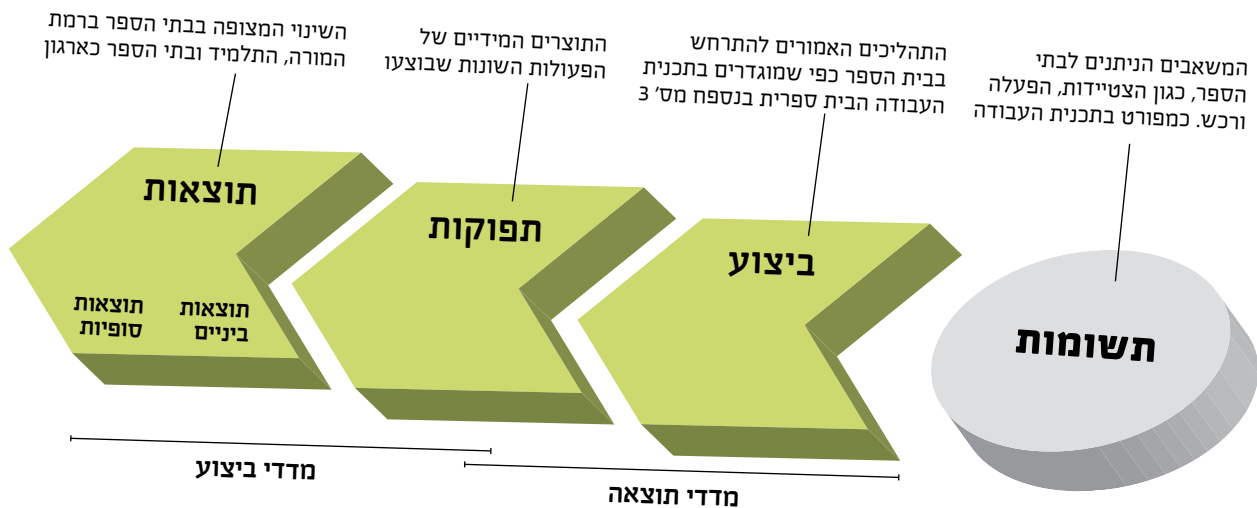 המשאבים הניתנים לבתי
הספר, כגון הצטיידות, הפעלה
ורכש. כמפורט בתכנית העבודה
תשומות
התהליכים האמורים להתרחש
בבית הספר כפי שמוגדרים בתכנית
העבודה הבית ספרית בנספח מס' 3
ביצוע
התוצרים המידיים של
הפעולות השונות שבוצעו
תפוקות
השינוי המצופה בבתי הספר ברמת
המורה, התלמיד ובתי הספר כארגון
תוצאות
תוצאות
ביניים
תוצאות
סופיות
מדדי תוצאה
מדדי ביצוע